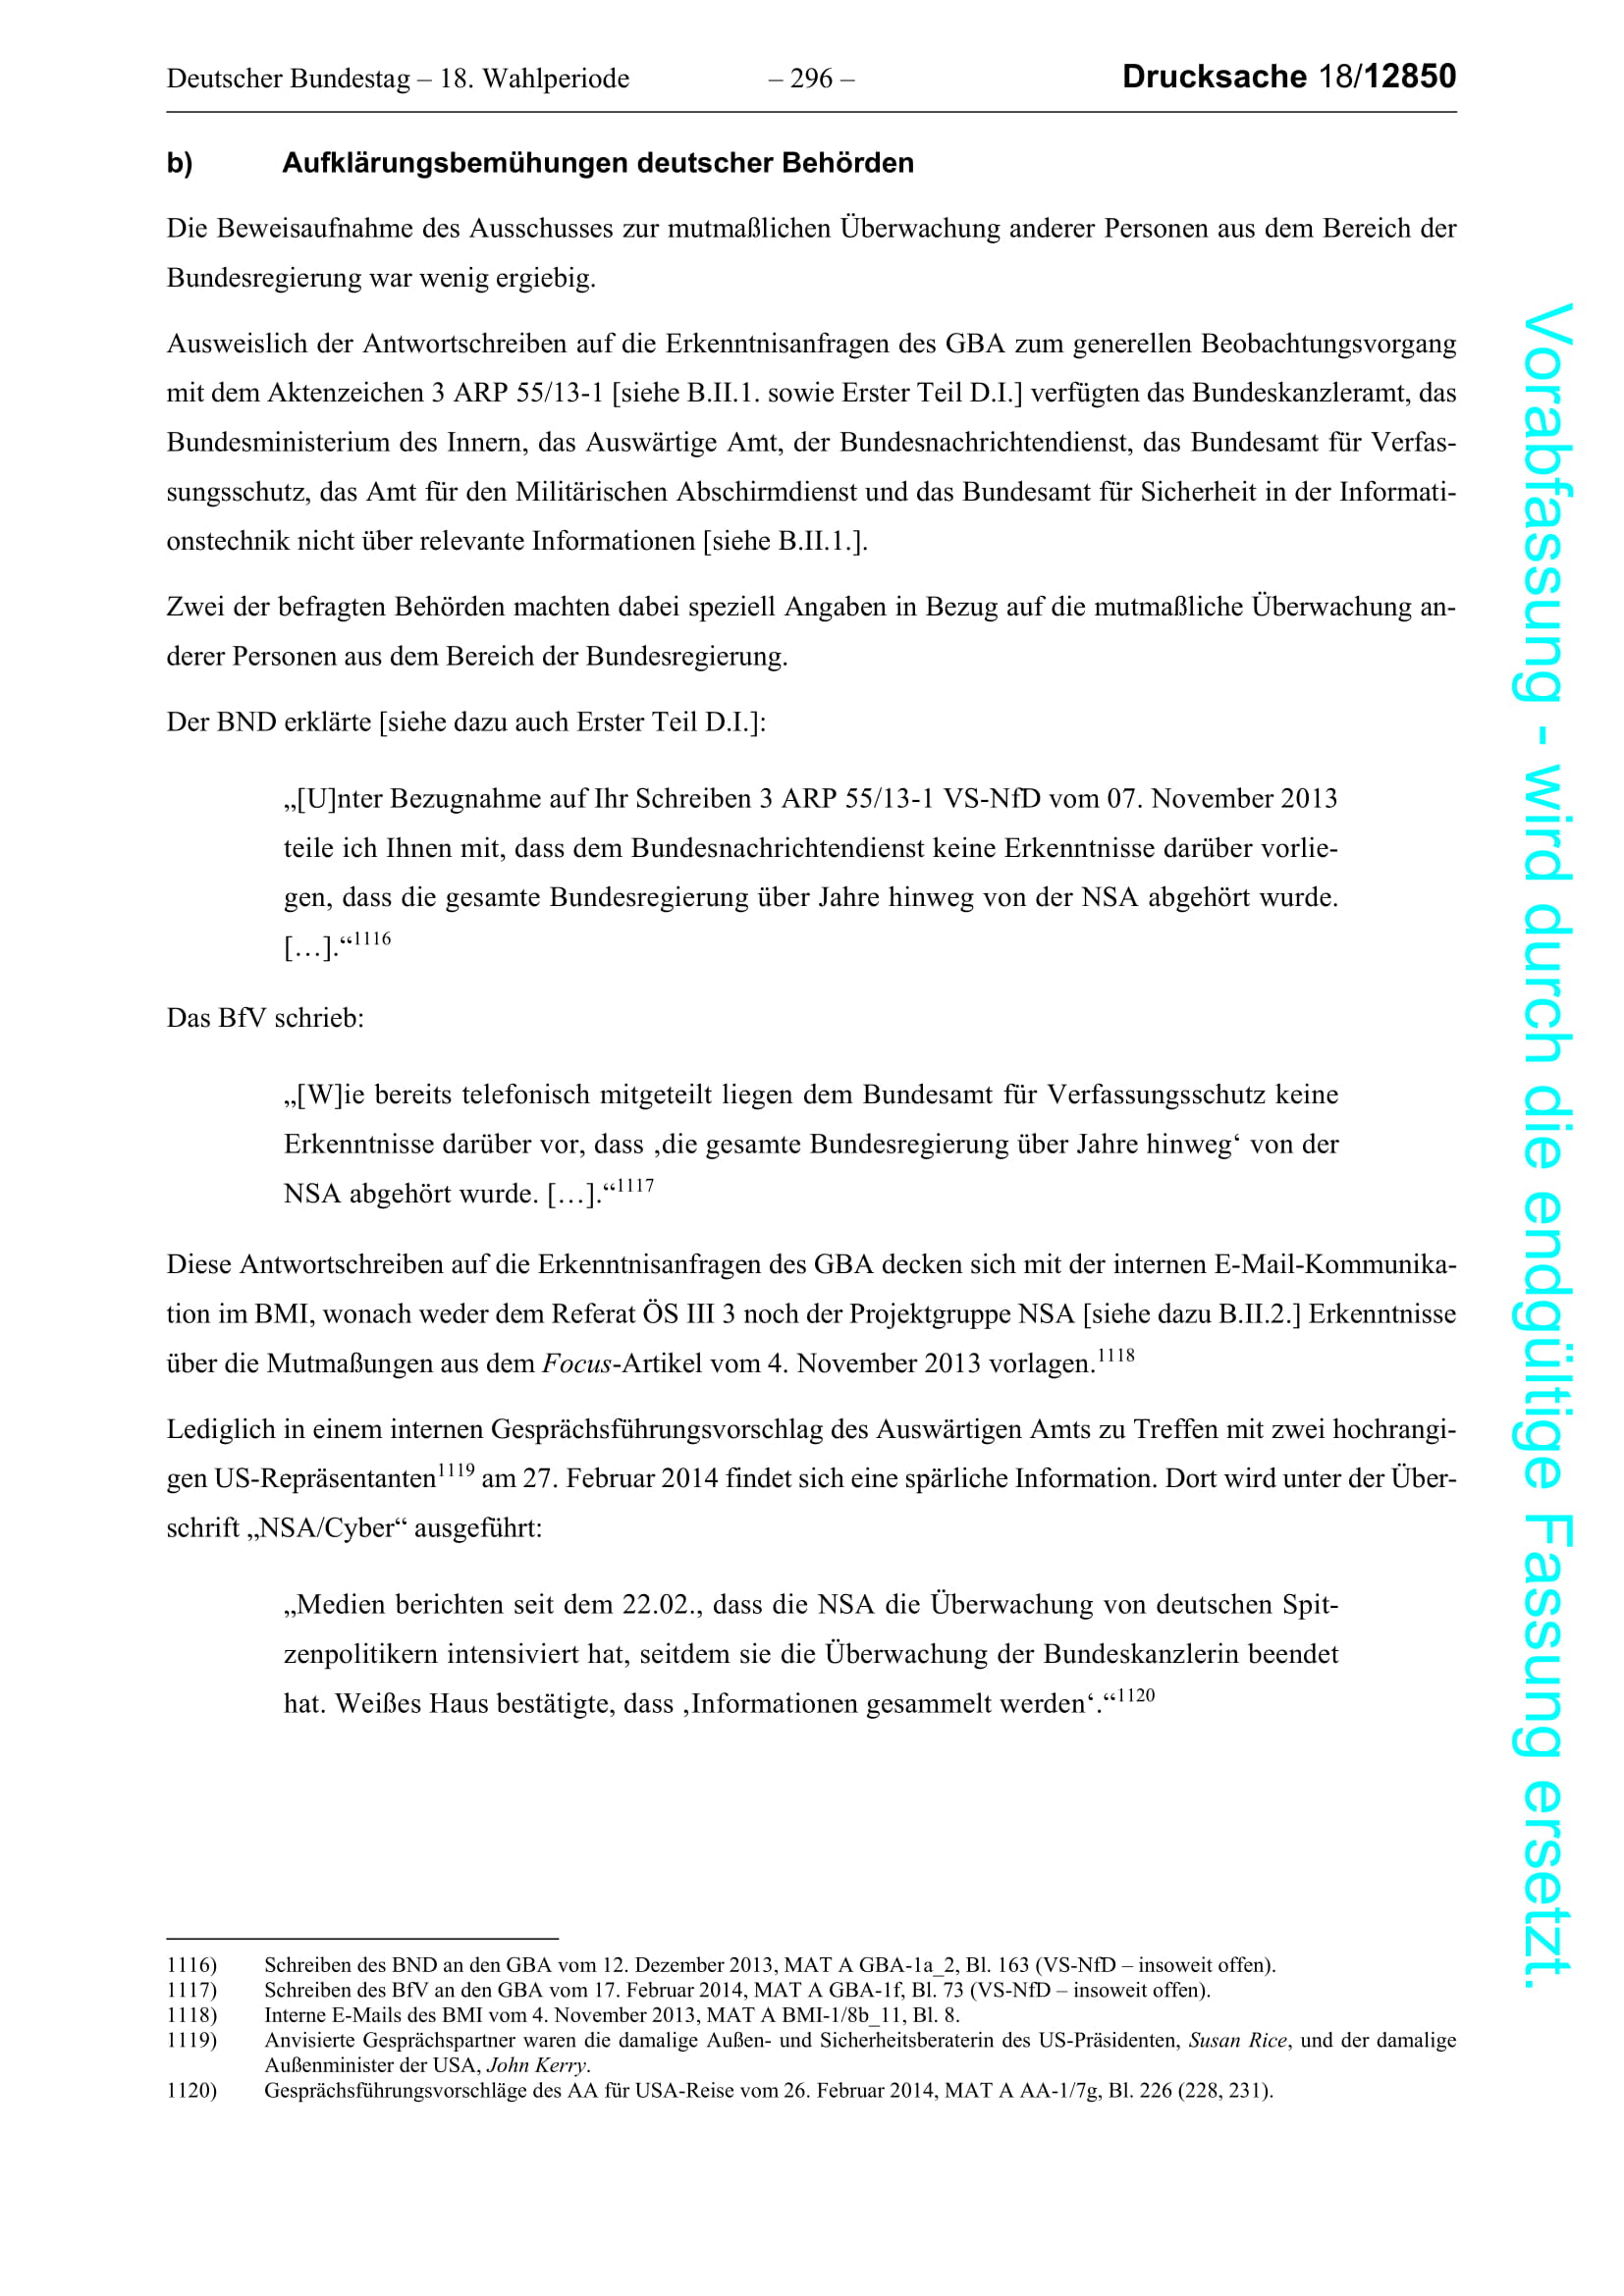 Deutscher Bundestag – 18. Wahlperiode – 296 – Drucksache 18/12850
b) Aufklärungsbemühungen deutscher Behörden
Die Beweisaufnahme des Ausschusses zur mutmaßlichen Überwachung anderer Personen aus dem Bereich der
Bundesregierung war wenig ergiebig.
Ausweislich der Antwortschreiben auf die Erkenntnisanfragen des GBA zum generellen Beobachtungsvorgang
mit dem Aktenzeichen 3 ARP 55/13-1 [siehe B.II.1. sowie Erster Teil D.I.] verfügten das Bundeskanzleramt, das
Bundesministerium des Innern, das Auswärtige Amt, der Bundesnachrichtendienst, das Bundesamt für Verfas-
sungsschutz, das Amt für den Militärischen Abschirmdienst und das Bundesamt für Sicherheit in der Informati-
onstechnik nicht über relevante Informationen [siehe B.II.1.].
Zwei der befragten Behörden machten dabei speziell Angaben in Bezug auf die mutmaßliche Überwachung an-
derer Personen aus dem Bereich der Bundesregierung.
Der BND erklärte [siehe dazu auch Erster Teil D.I.]:
„[U]nter Bezugnahme auf Ihr Schreiben 3 ARP 55/13-1 VS-NfD vom 07. November 2013
teile ich Ihnen mit, dass dem Bundesnachrichtendienst keine Erkenntnisse darüber vorlie-
gen, dass die gesamte Bundesregierung über Jahre hinweg von der NSA abgehört wurde.
[…].“1116
Das BfV schrieb:
„[W]ie bereits telefonisch mitgeteilt liegen dem Bundesamt für Verfassungsschutz keine
Erkenntnisse darüber vor, dass ‚die gesamte Bundesregierung über Jahre hinweg‘ von der
NSA abgehört wurde. […].“1117
Diese Antwortschreiben auf die Erkenntnisanfragen des GBA decken sich mit der internen E-Mail-Kommunika-
tion im BMI, wonach weder dem Referat ÖS III 3 noch der Projektgruppe NSA [siehe dazu B.II.2.] Erkenntnisse
über die Mutmaßungen aus dem Focus-Artikel vom 4. November 2013 vorlagen.1118
Lediglich in einem internen Gesprächsführungsvorschlag des Auswärtigen Amts zu Treffen mit zwei hochrangi-
gen US-Repräsentanten1119 am 27. Februar 2014 findet sich eine spärliche Information. Dort wird unter der Über-
schrift „NSA/Cyber“ ausgeführt:
„Medien berichten seit dem 22.02., dass die NSA die Überwachung von deutschen Spit-
zenpolitikern intensiviert hat, seitdem sie die Überwachung der Bundeskanzlerin beendet
hat. Weißes Haus bestätigte, dass ‚Informationen gesammelt werden‘.“1120
1116) Schreiben des BND an den GBA vom 12. Dezember 2013, MAT A GBA-1a_2, Bl. 163 (VS-NfD – insoweit offen).
1117) Schreiben des BfV an den GBA vom 17. Februar 2014, MAT A GBA-1f, Bl. 73 (VS-NfD – insoweit offen).
1118) Interne E-Mails des BMI vom 4. November 2013, MAT A BMI-1/8b_11, Bl. 8.
1119) Anvisierte Gesprächspartner waren die damalige Außen- und Sicherheitsberaterin des US-Präsidenten, Susan Rice, und der damalige
Außenminister der USA, John Kerry.
1120) Gesprächsführungsvorschläge des AA für USA-Reise vom 26. Februar 2014, MAT A AA-1/7g, Bl. 226 (228, 231).
Vorabfassung - wird durch die endgültige Fassung ersetzt.